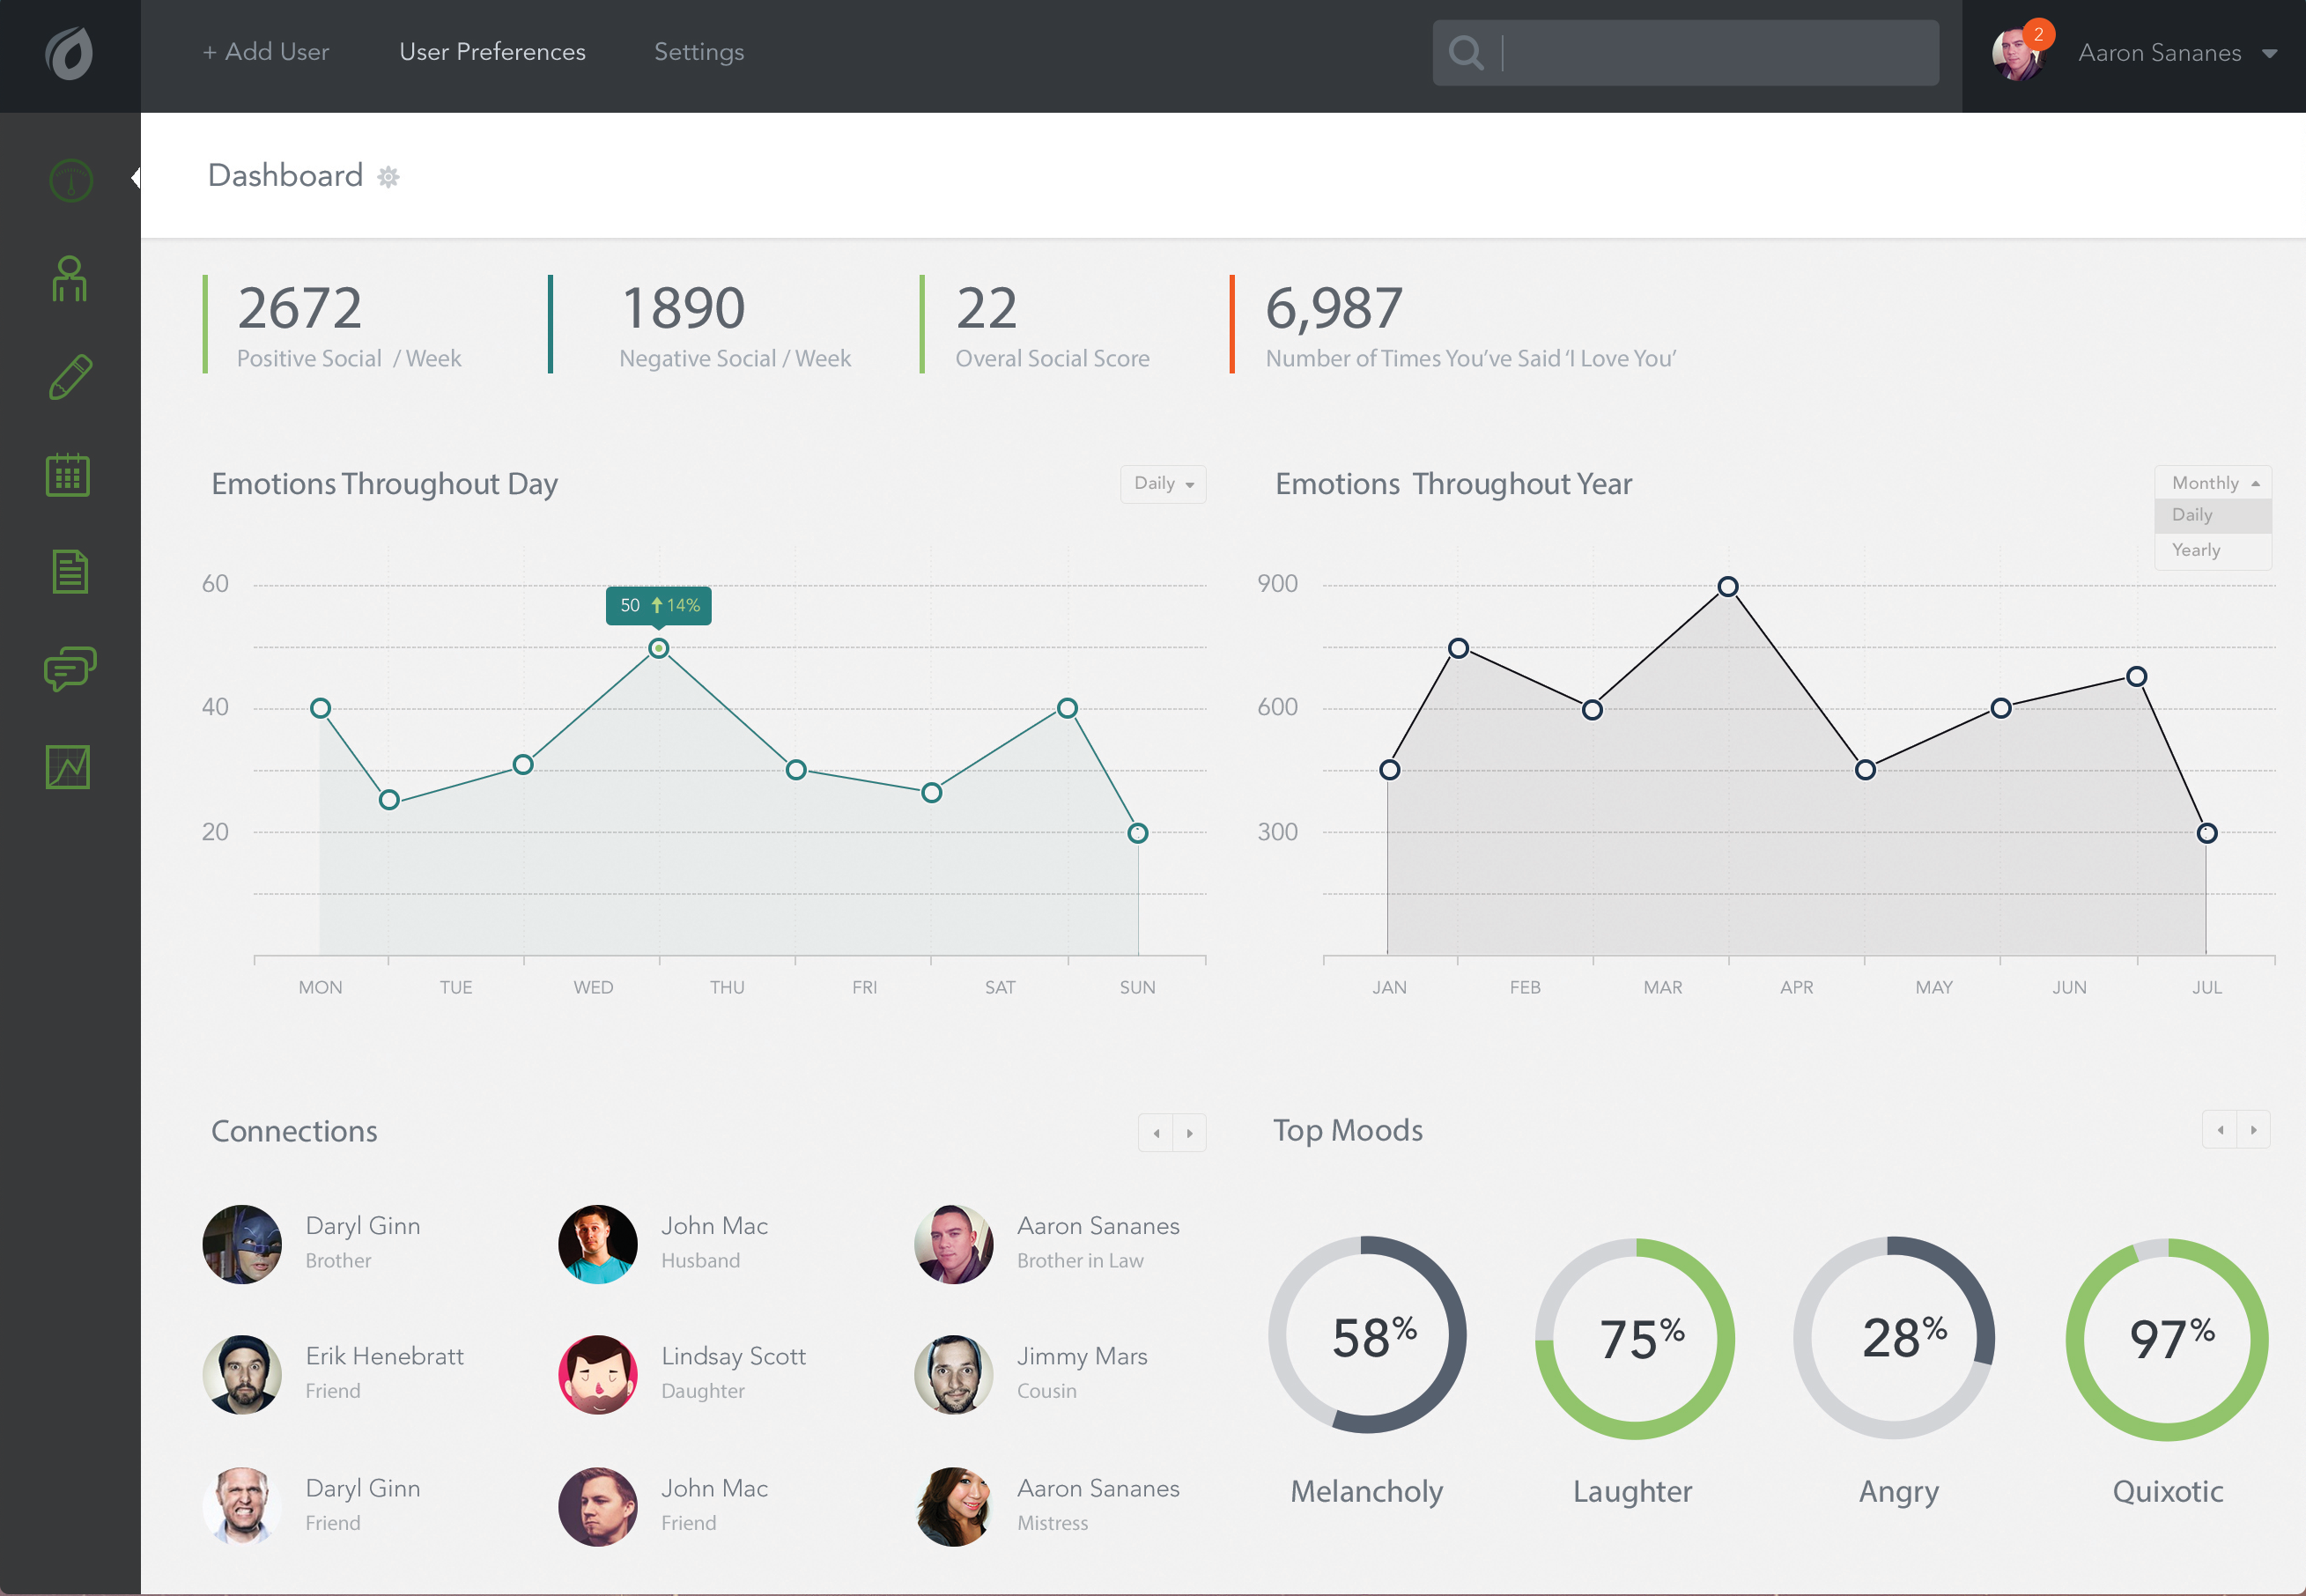 + Add User
User Preferences
Settings
2
Aaron Sananes
Dashboard
2672
Positive Social / Week
1890
Negative Social / Week
22
Overal Social Score
6,987
Number of Times You've Said 'I Love You'
Emotions Throughout Day
Daily
60
40
20
50 14%
MON TUE WED THU FRI SAT SUN
Emotions Throughout Year
Monthly
Daily
Yearly
900
600
300
JAN FEB MAR APR MAY JUN JUL
Connections
Daryl Ginn
Brother
John Mac
Husband
Aaron Sananes
Brother in Law
Erik Henebratt
Friend
Lindsay Scott
Daughter
Jimmy Mars
Cousin
Daryl Ginn
Friend
John Mac
Friend
Aaron Sananes
Mistress
Top Moods
58%
Melancholy
75%
Laughter
28%
Angry
97%
Quixotic